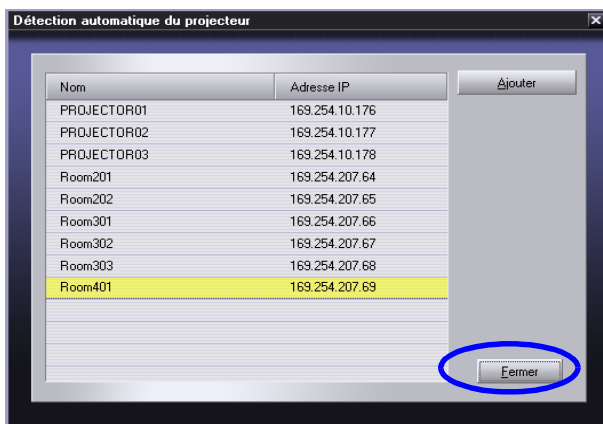 Détection automatique du projecteur
Nom Adresse IP Ajouter
PROJECTOR01 169.254.10.176
PROJECTOR02 169.254.10.177
PROJECTOR03 169.254.10.178
Room201 169.254.207.64
Room202 169.254.207.65
Room301 169.254.207.66
Room302 169.254.207.67
Room303 169.254.207.68
Room401 169.254.207.69
Fermer